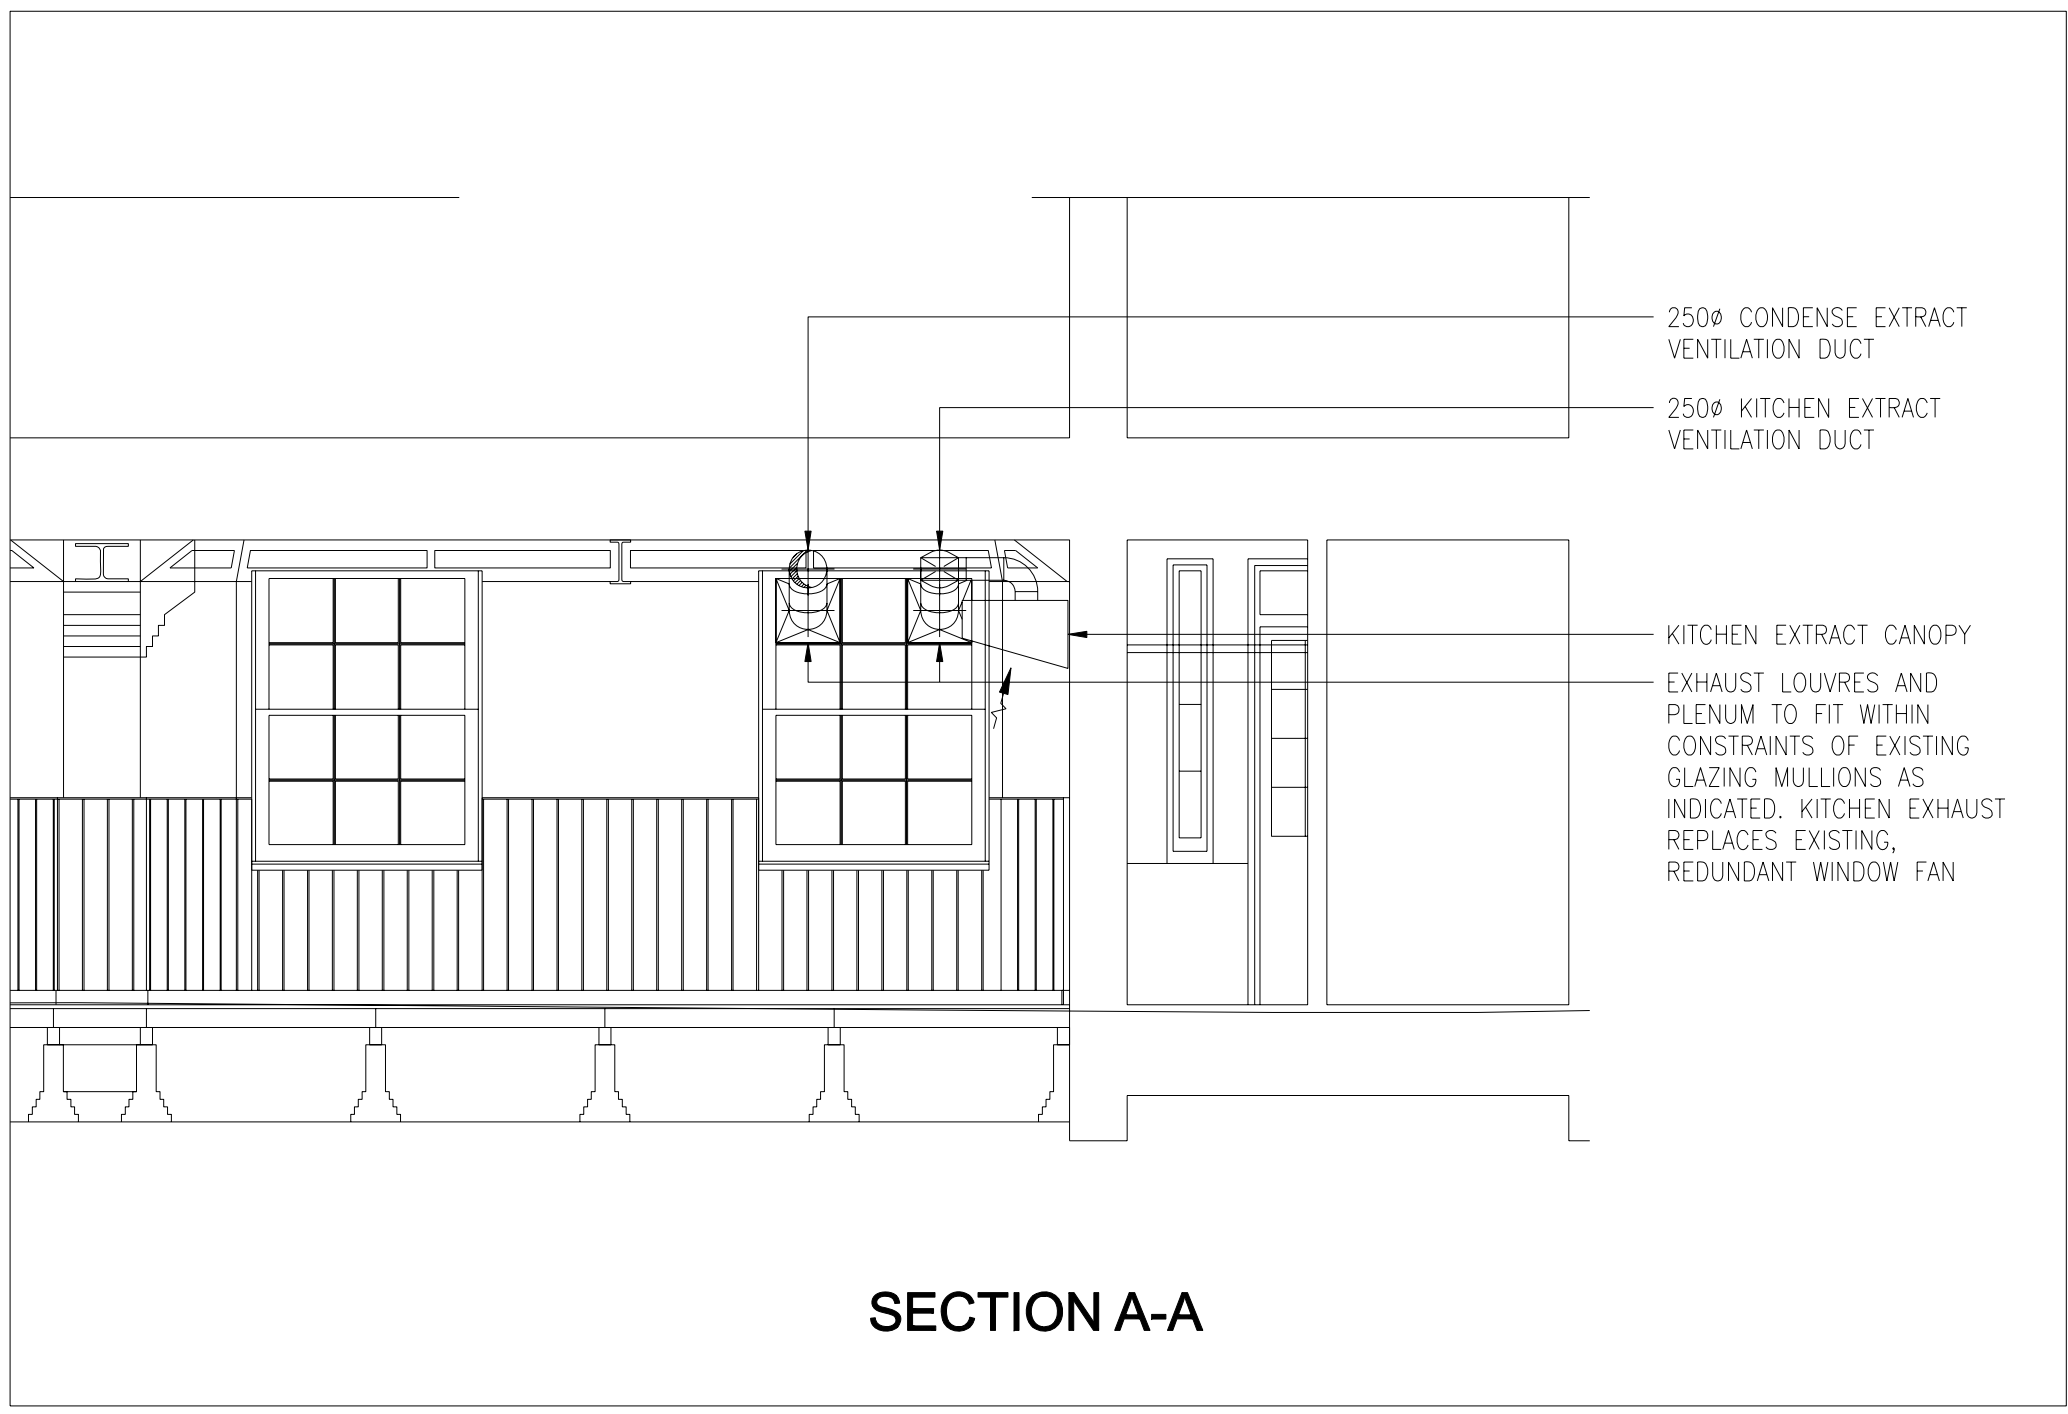 250ø CONDENSE EXTRACT
VENTILATION DUCT
250ø KITCHEN EXTRACT
VENTILATION DUCT
KITCHEN EXTRACT CANOPY
EXHAUST LOUVRES AND
PLENUM TO FIT WITHIN
CONSTRAINTS OF EXISTING
GLAZING MULLIONS AS
INDICATED. KITCHEN EXHAUST
REPLACES EXISTING,
REDUNDANT WINDOW FAN
SECTION A-A